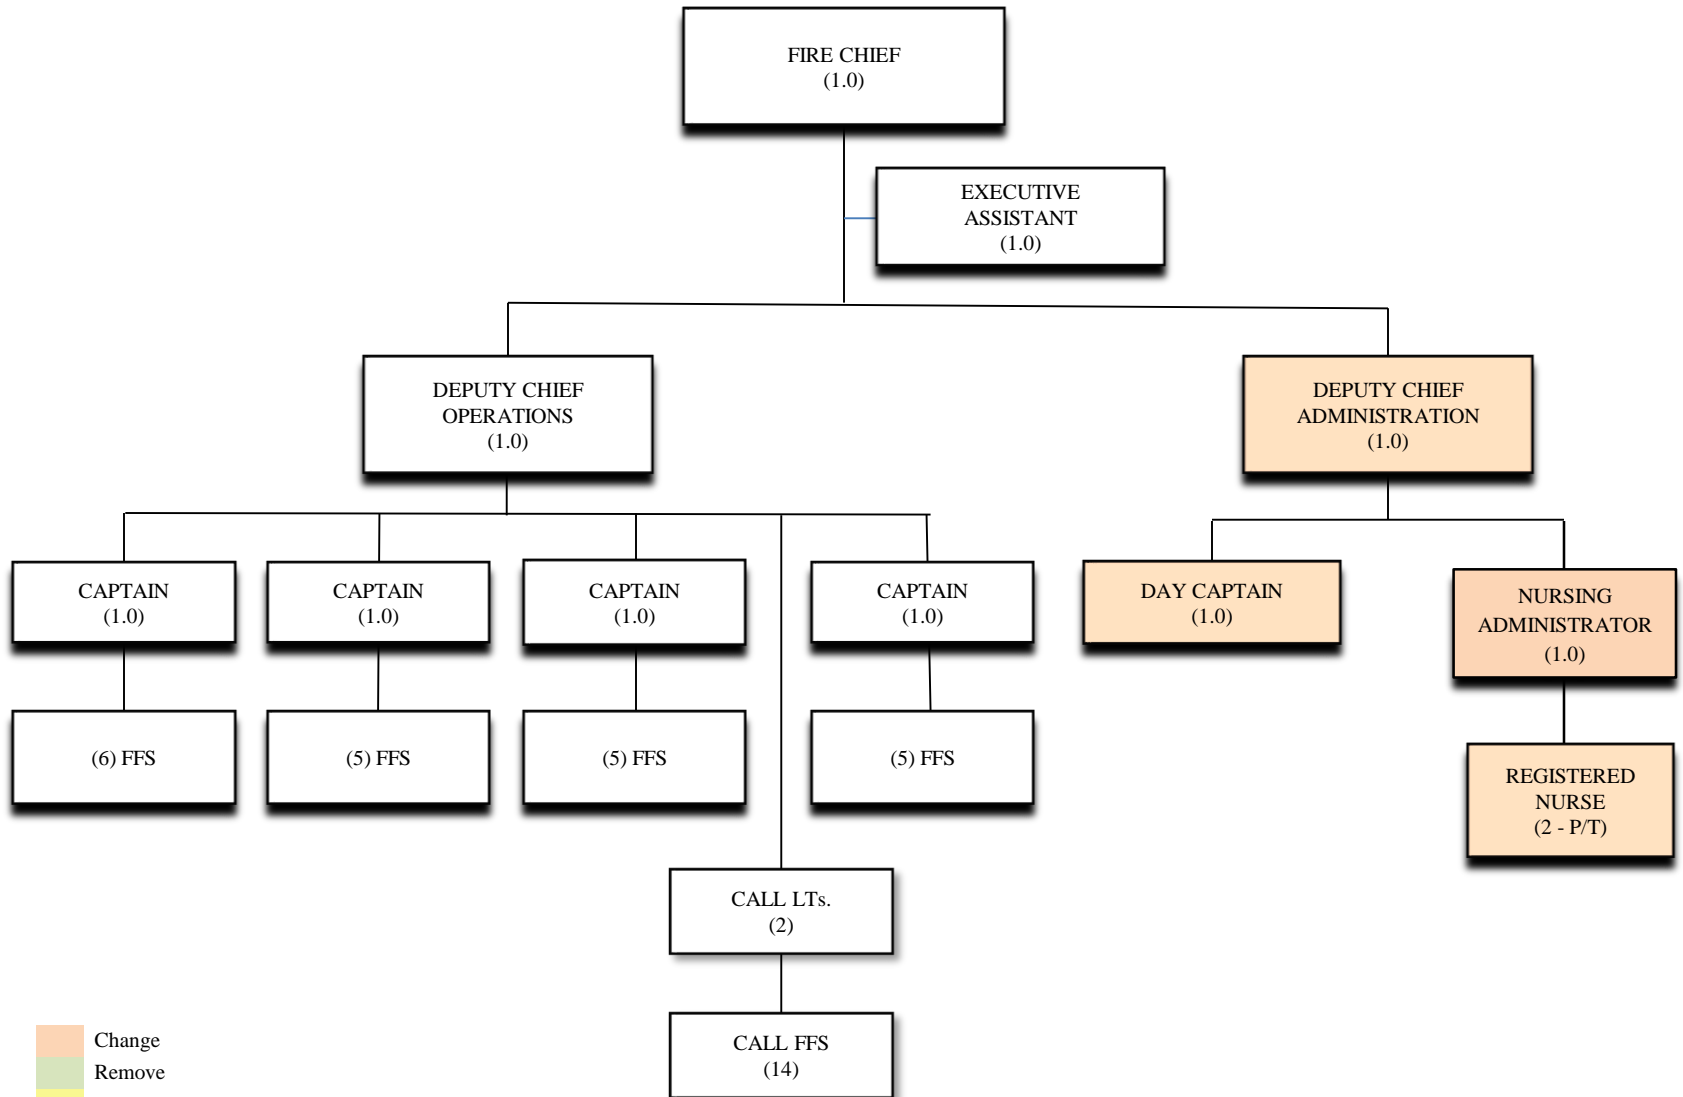 FIRE CHIEF
(1.0)
EXECUTIVE
ASSISTANT
(1.0)
DEPUTY CHIEF
OPERATIONS
(1.0)
DEPUTY CHIEF
ADMINISTRATION
(1.0)
CAPTAIN
(1.0)
CAPTAIN
(1.0)
CAPTAIN
(1.0)
CAPTAIN
(1.0)
DAY CAPTAIN
(1.0)
NURSING
ADMINISTRATOR
(1.0)
(6) FFS
(5) FFS
(5) FFS
(5) FFS
REGISTERED
NURSE
(2 - P/T)
CALL LTs.
(2)
CALL FFS
(14)
Change
Remove